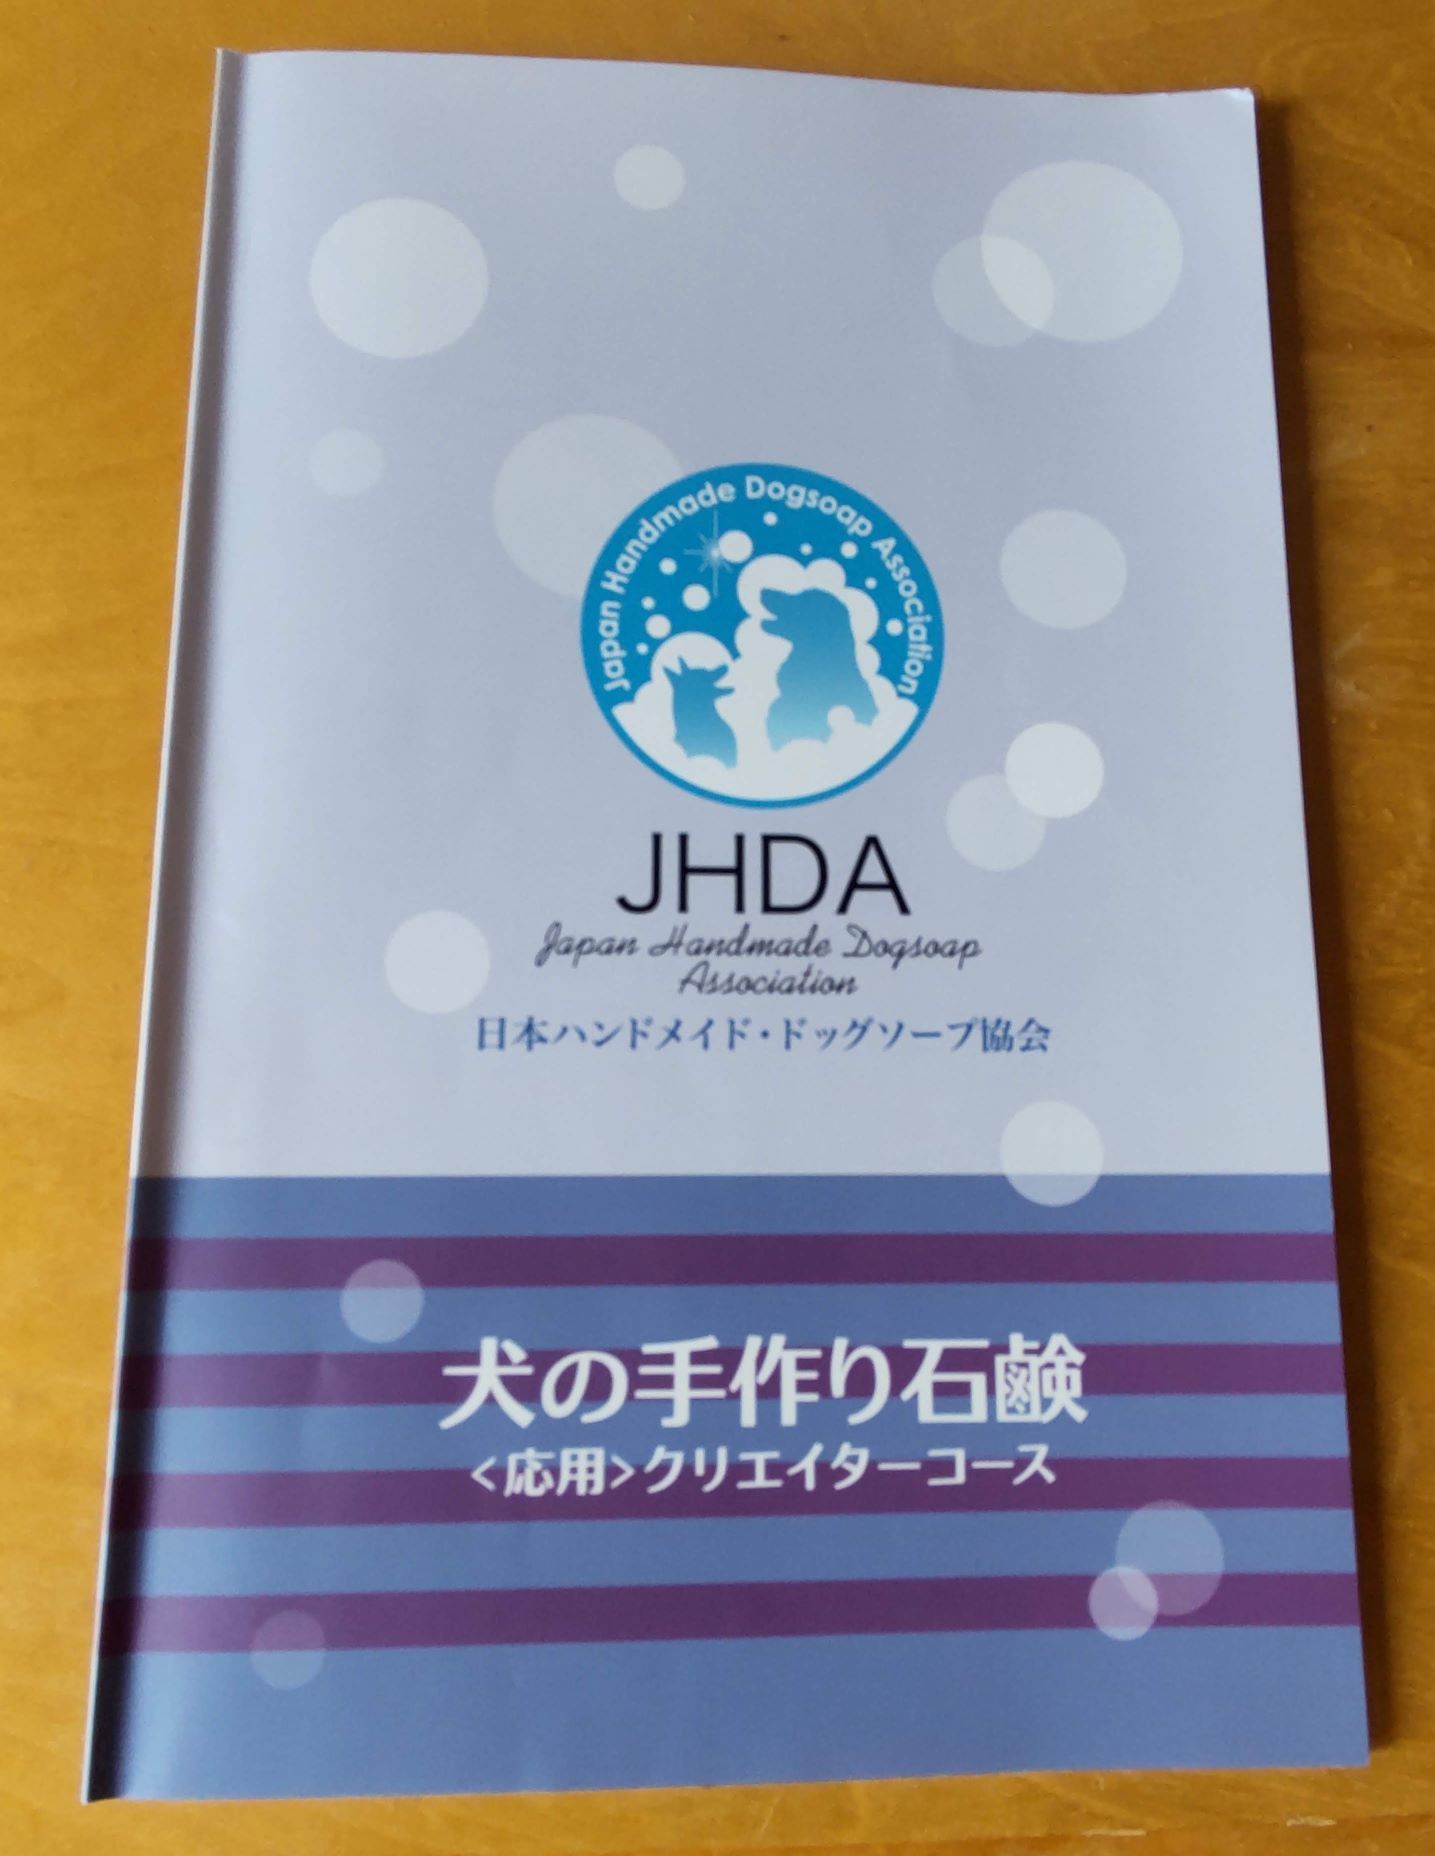 Japan Handmade Dogsoap Association
JHDA
Japan Handmade Dogsoap
Association
日本ハンドメイド・ドッグソープ協会
犬の手作り石鹸
<応用>クリエイターコース